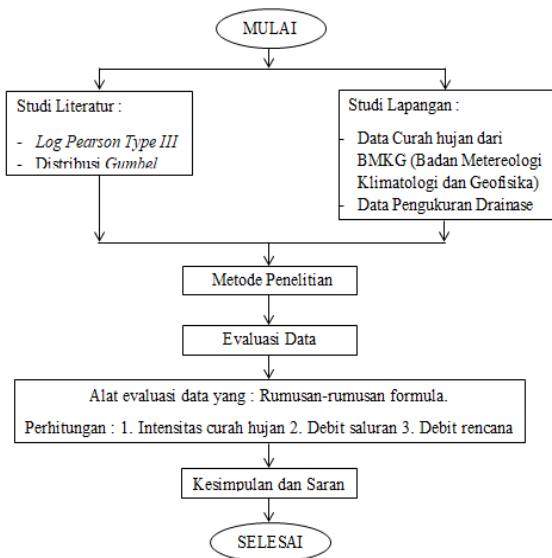 MULAI
Studi Literatur :
- Log Pearson Type III
- Distribusi Gumbel
Studi Lapangan :
- Data Curah hujan dari
BMKG (Badan Metereologi
Klimatologi dan Geofisika)
- Data Pengukuran Drainase
Metode Penelitian
Evaluasi Data
Alat evaluasi data yang : Rumusan-rumusan formula.
Perhitungan : 1. Intensitas curah hujan 2. Debit saluran 3. Debit rencana
Kesimpulan dan Saran
SELESAI